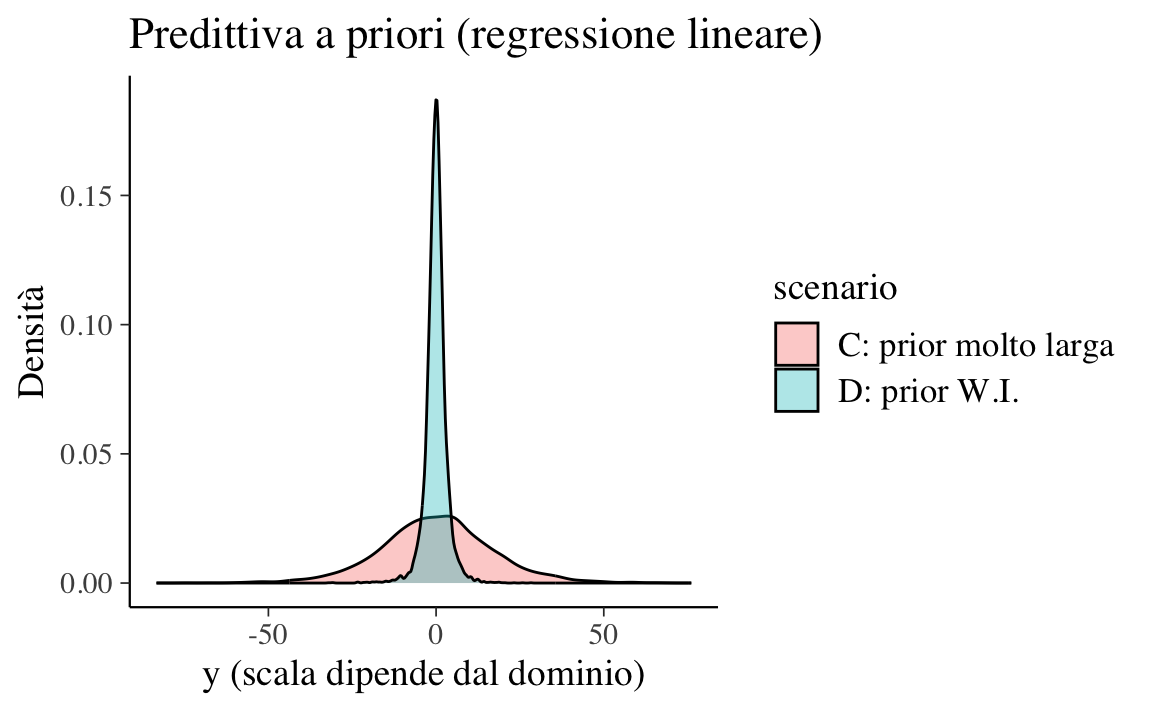 Predittiva a priori (regressione lineare)
Densità
0.15
0.10
0.05
0.00
-50
0
50
y (scala dipende dal dominio)
scenario
C: prior molto larga
D: prior W.I.